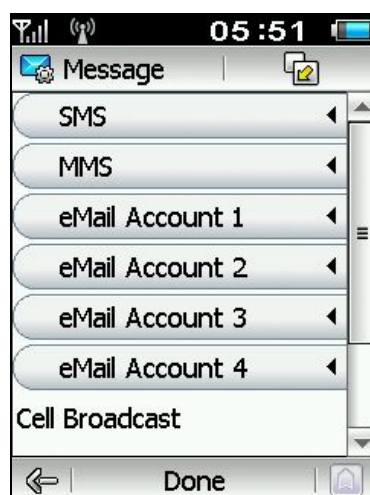 05:51
Message
SMS
MMS
eMail Account 1
eMail Account 2
eMail Account 3
eMail Account 4
Cell Broadcast
Done